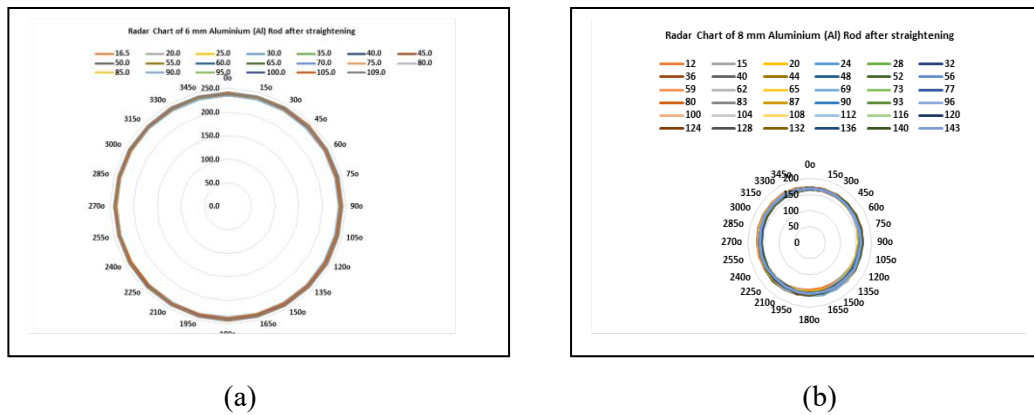 Radar Chart of 6 mm Aluminium (Al) Rod after straightening
16.5 20.0 25.0 30.0 35.0 40.0 45.0
50.0 55.0 60.0 65.0 70.0 75.0 80.0
85.0 90.0 95.0 100.0 105.0 109.0
0o
15o
30o
45o
60o
75o
90o
105o
120o
135o
150o
165o
180o
195o
210o
225o
240o
255o
270o
285o
300o
315o
330o
345o
250.0
200.0
150.0
100.0
50.0
0.0
(a)
Radar Chart of 8 mm Aluminium (Al) Rod after straightening
12 15 20 24 28 32
36 40 44 48 52 56
59 62 65 69 73 77
80 83 87 90 93 96
100 104 108 112 116 120
124 128 132 136 140 143
0o
15o
30o
45o
60o
75o
90o
105o
120o
135o
150o
165o
180o
195o
210o
225o
240o
255o
270o
285o
300o
315o
330o
345o
200
150
100
50
0
(b)